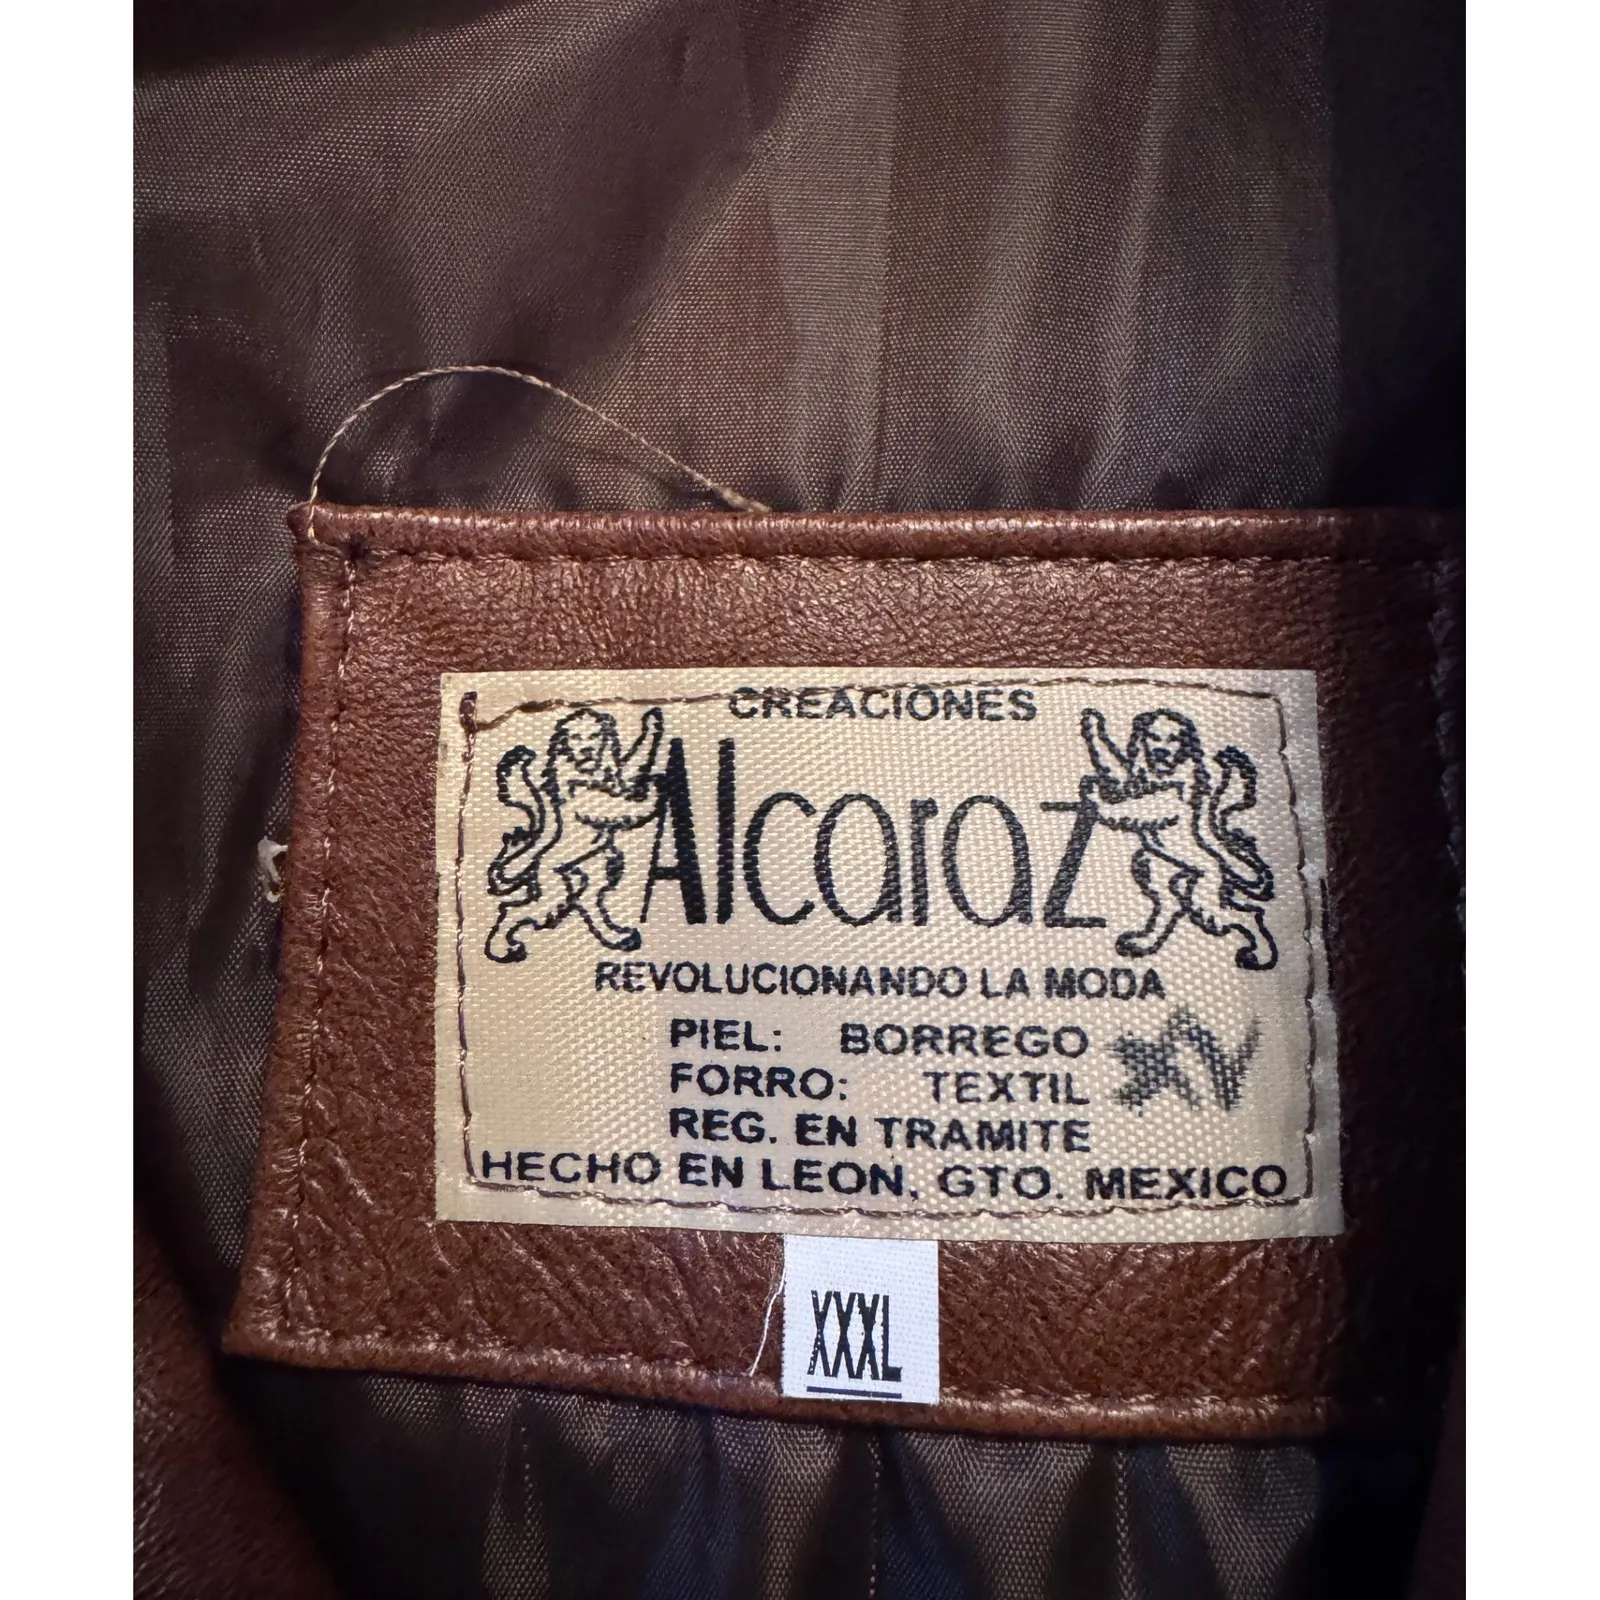 CREACIONES
Alcaraz
REVOLUCIONANDO LA MODA
PIEL: BORREGO
FORRO: TEXTIL
REG. EN TRAMITE
HECHO EN LEON, GTO. MEXICO
XXXL